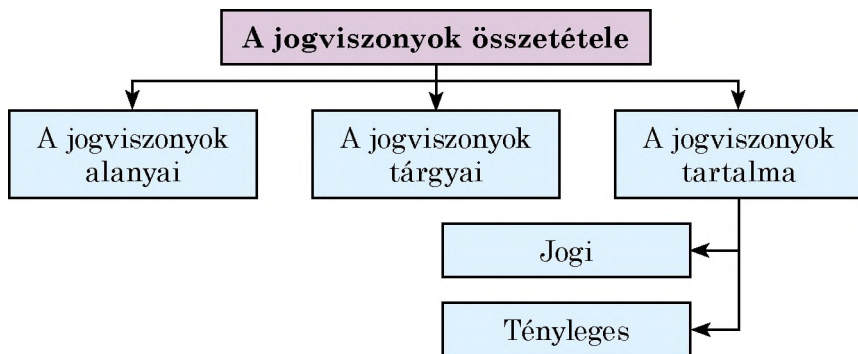 A jogviszonyok összetétele
A jogviszonyok
alanyai
A jogviszonyok
tárgyai
A jogviszonyok
tartalma
Jogi
Tényleges